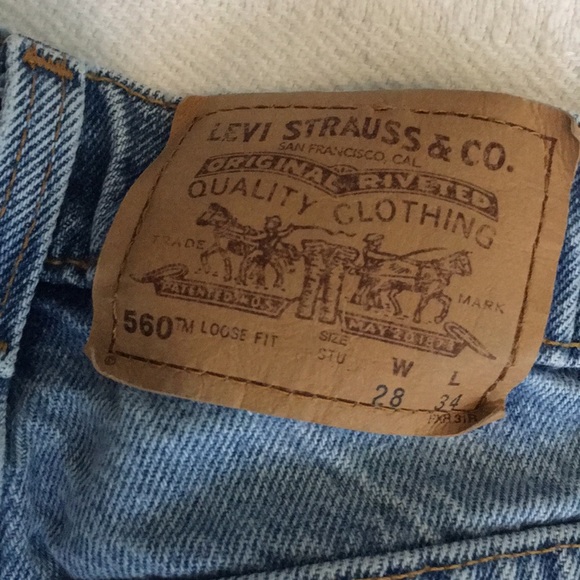 LEVI STRAUSS & CO.
SAN FRANCISCO, CAL.
ORIGINAL RIVETED
QUALITY CLOTHING
TRADE MARK
PATENTED IN U.S. MAY 20 1873
560™ LOOSE FIT
SIZE W L
STU 28 34